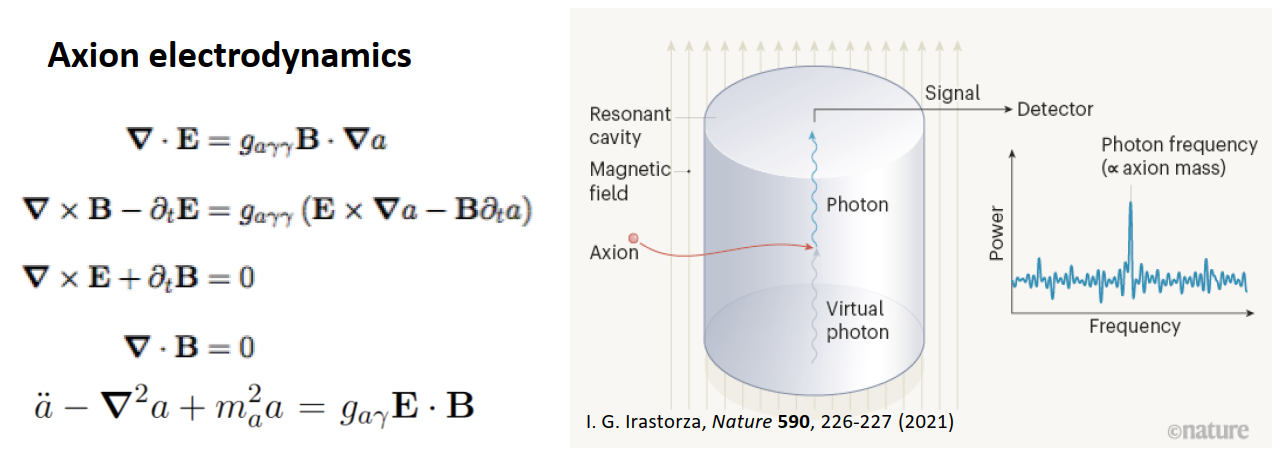 Axion electrodynamics
∇ · E = g_{aγγ} B · ∇a
∇ × B − ∂_t E = g_{aγγ} (E × ∇a − B∂_t a)
∇ × E + ∂_t B = 0
∇ · B = 0
ä − ∇²a + m_a² a = g_{aγ} E · B
Resonant
cavity
Magnetic
field
Axion
Photon
Virtual
photon
Signal
Detector
Photon frequency
(∝ axion mass)
Power
Frequency
I. G. Irastorza, Nature 590, 226-227 (2021)
©nature